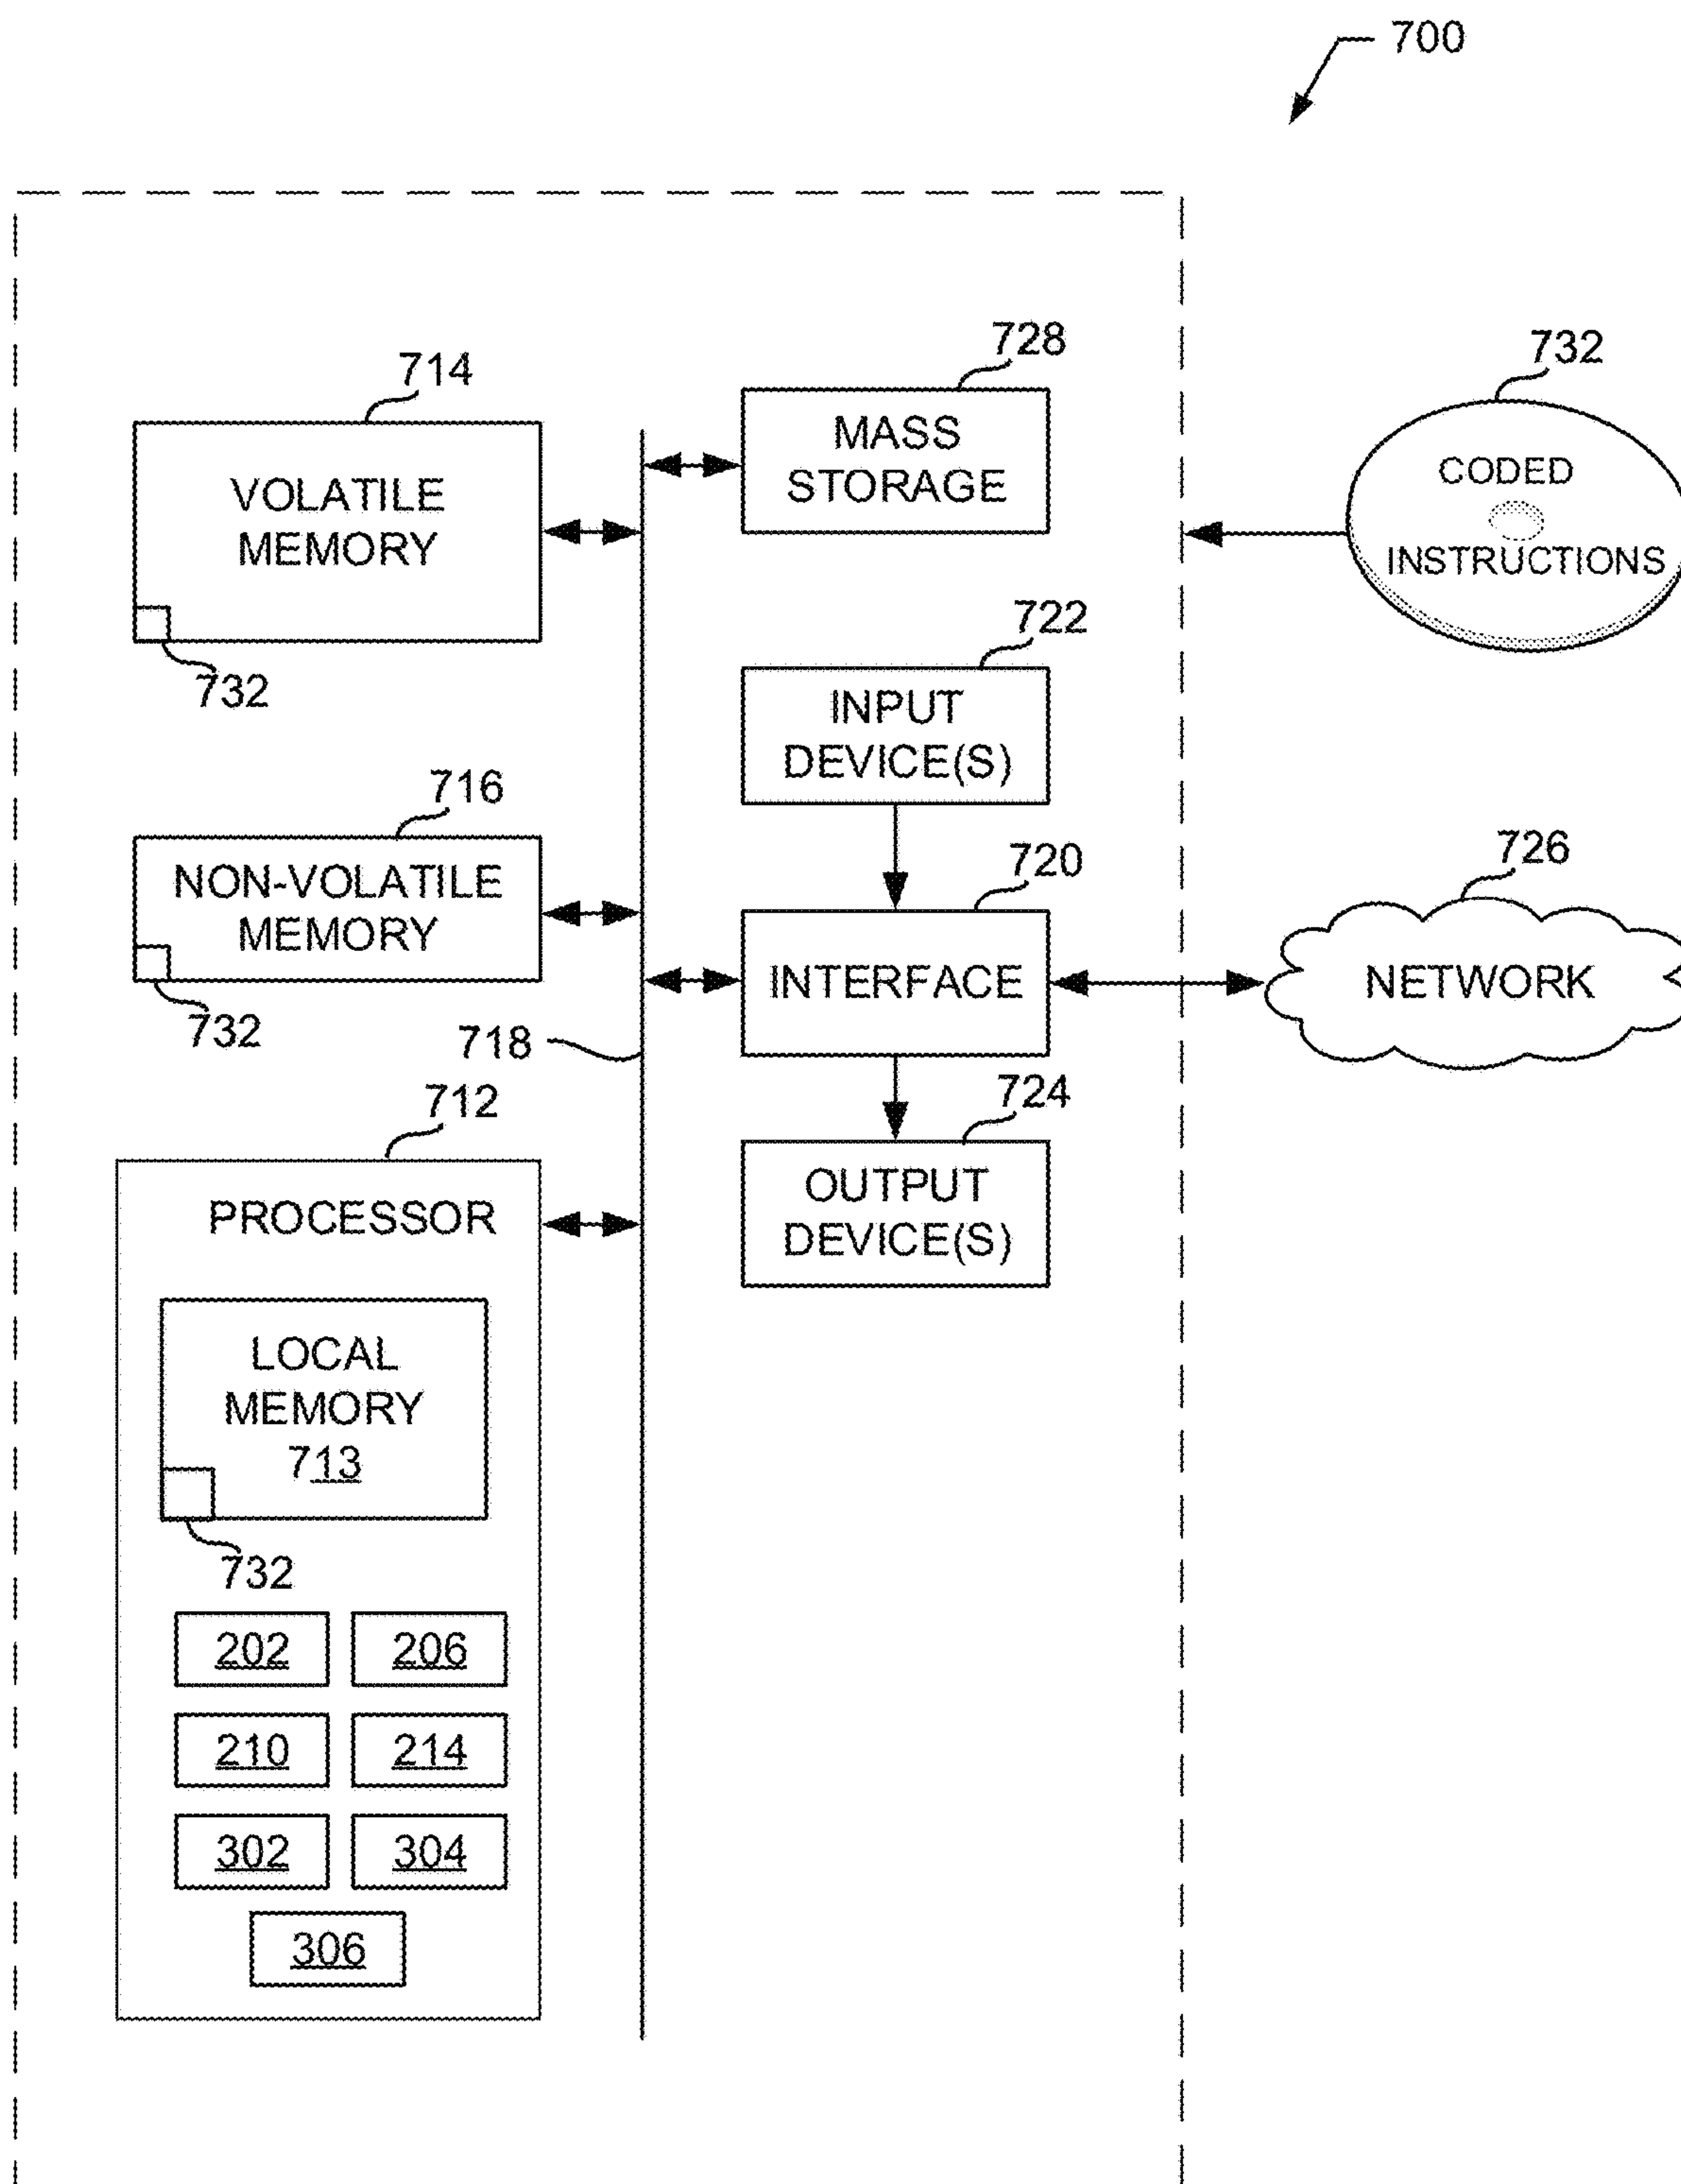 700
728
MASS
STORAGE
714
VOLATILE
MEMORY
732
732
CODED
INSTRUCTIONS
722
INPUT
DEVICE(S)
716
NON-VOLATILE
MEMORY
732
720
INTERFACE
726
NETWORK
718
724
OUTPUT
DEVICE(S)
712
PROCESSOR
LOCAL
MEMORY
713
732
202 206
210 214
302 304
306